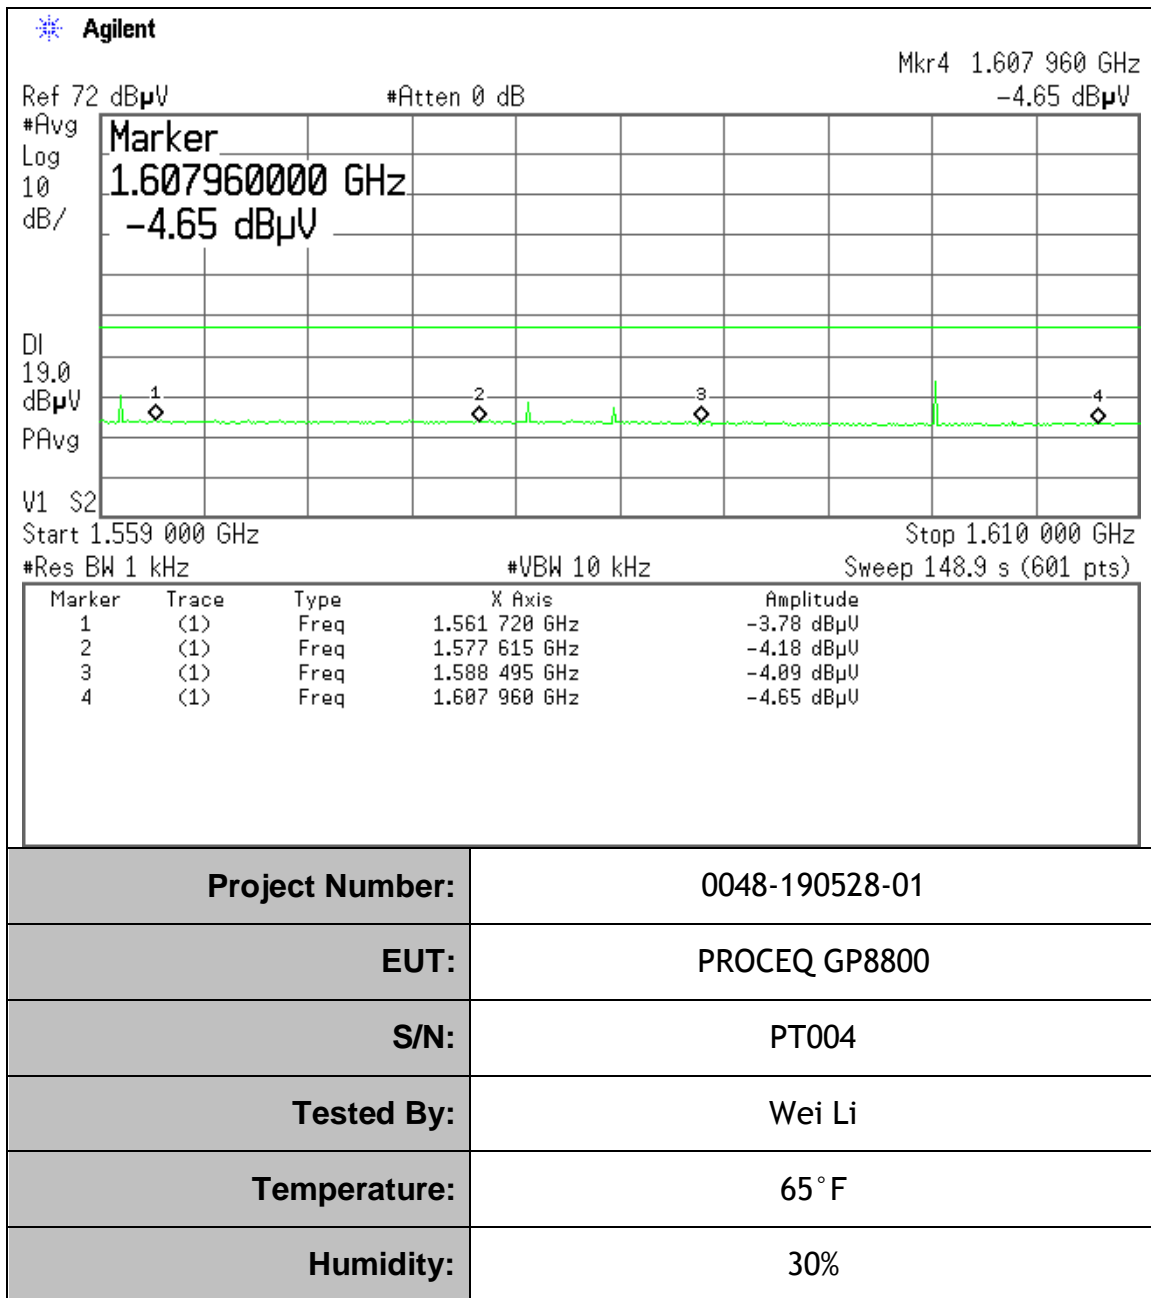 Agilent
Mkr4 1.607 960 GHz
Ref 72 dBµV #Atten 0 dB -4.65 dBµV
#Avg
Log
10
dB/
Marker
1.607960000 GHz
-4.65 dBµV
DI
19.0
dBµV
PAvg
1 2 3 4
V1 S2
Start 1.559 000 GHz Stop 1.610 000 GHz
#Res BW 1 kHz #VBW 10 kHz Sweep 148.9 s (601 pts)
Marker Trace Type X Axis Amplitude
1 (1) Freq 1.561 720 GHz -3.78 dBµV
2 (1) Freq 1.577 615 GHz -4.18 dBµV
3 (1) Freq 1.588 495 GHz -4.09 dBµV
4 (1) Freq 1.607 960 GHz -4.65 dBµV
Project Number: 0048-190528-01
EUT: PROCEQ GP8800
S/N: PT004
Tested By: Wei Li
Temperature: 65°F
Humidity: 30%